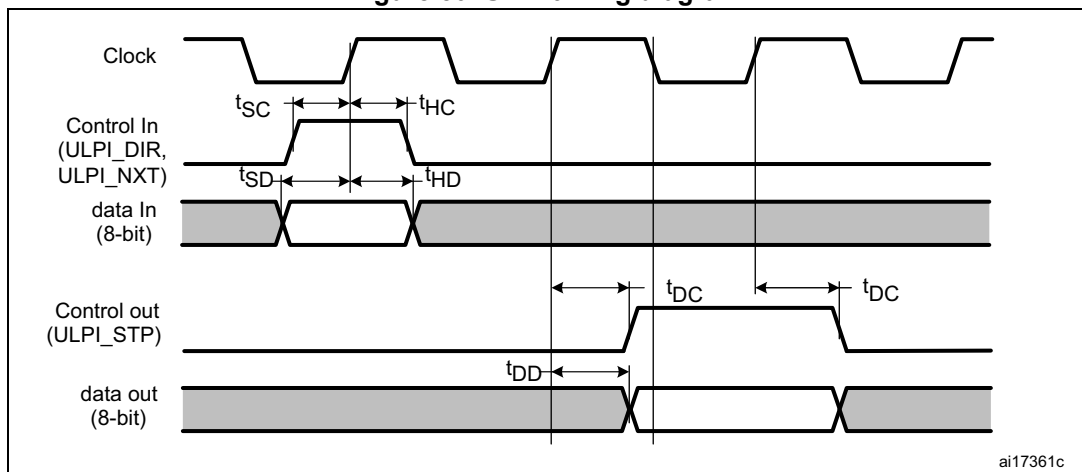 Clock
tSC
tHC
Control In
(ULPI_DIR,
ULPI_NXT)
tSD
tHD
data In
(8-bit)
tDC
tDC
Control out
(ULPI_STP)
tDD
data out
(8-bit)
ai17361c